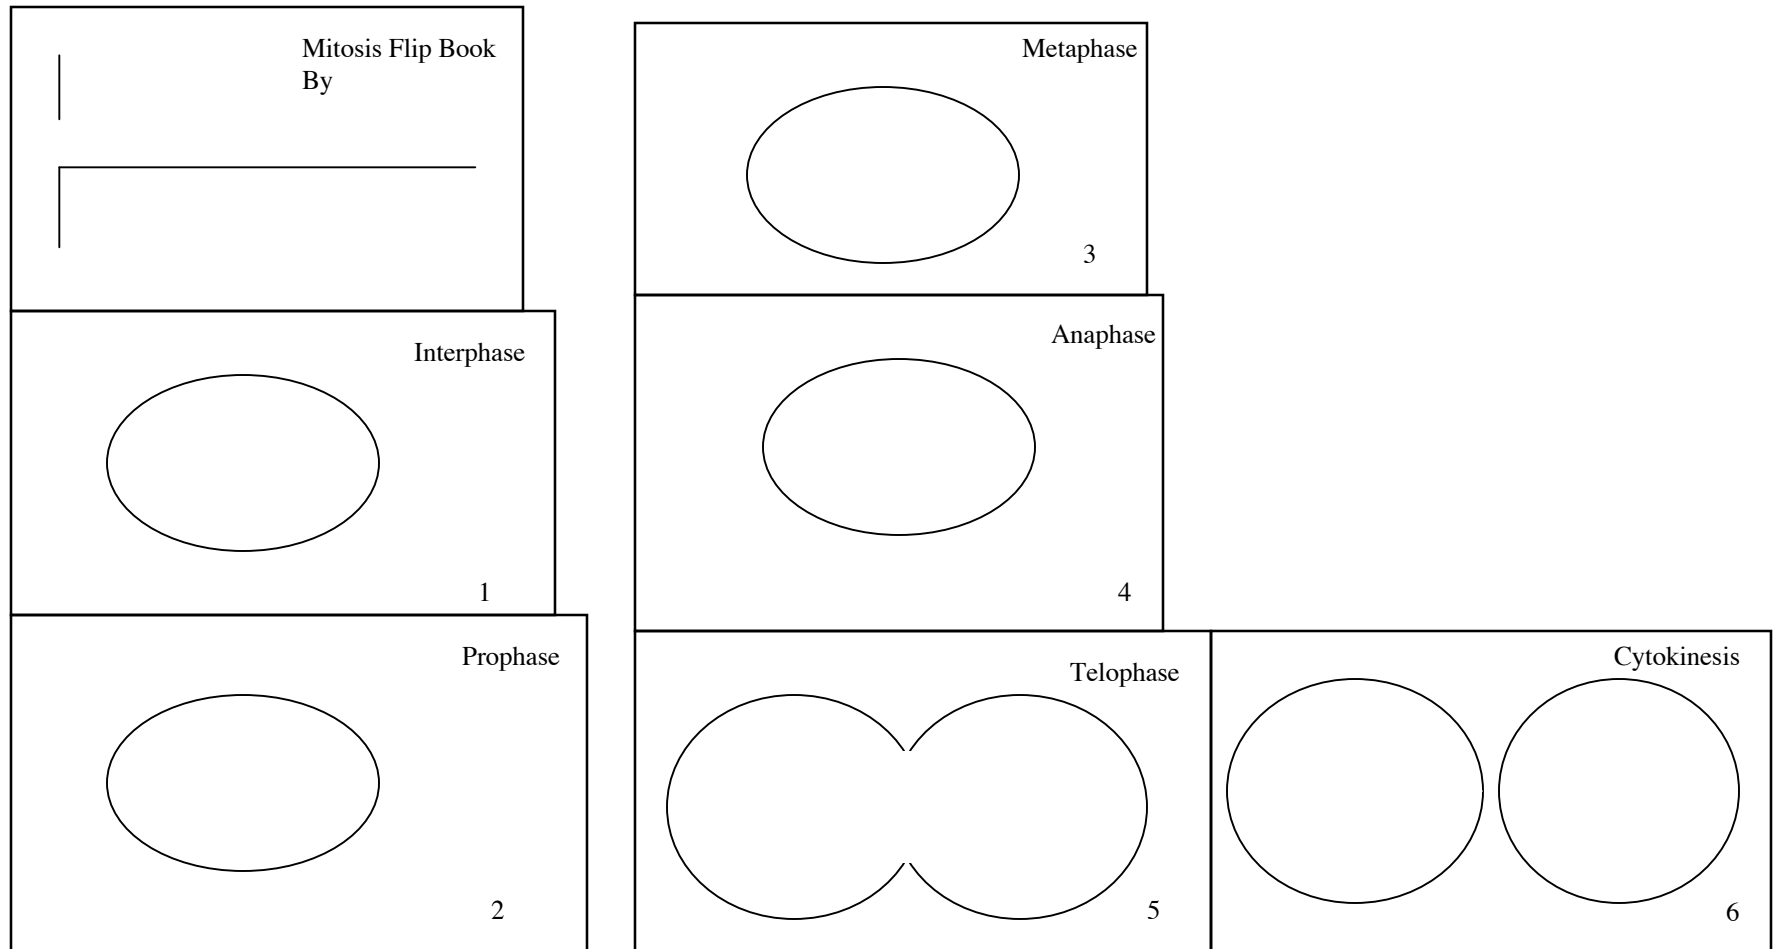 Mitosis Flip Book
By
Interphase
1
Prophase
2
Metaphase
3
Anaphase
4
Telophase
5
Cytokinesis
6